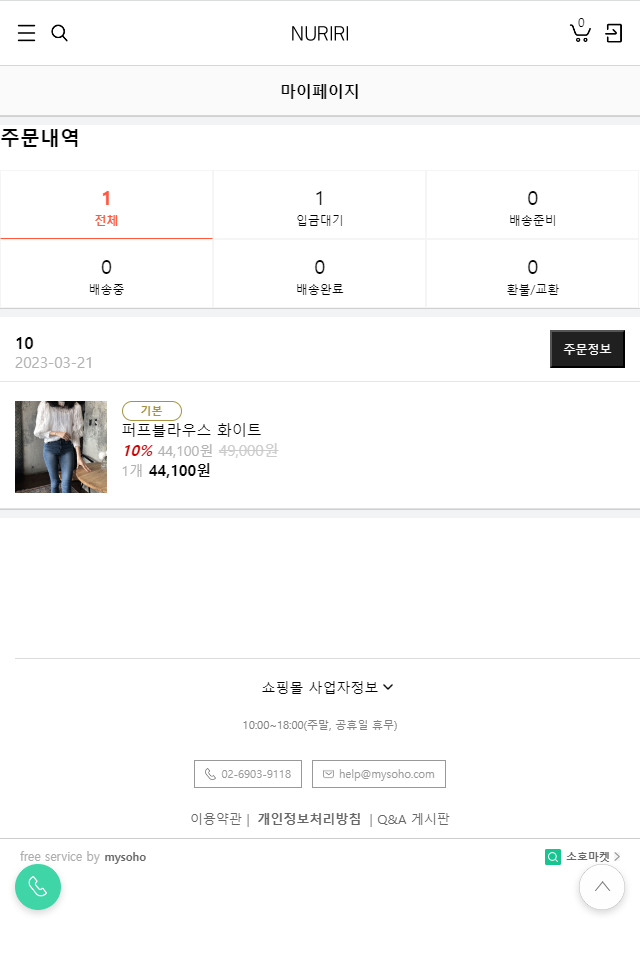 NURIRI
0
마이페이지
주문내역
1
전체
1
입금대기
0
배송준비
0
배송중
0
배송완료
0
환불/교환
10
2023-03-21
주문정보
기본
퍼프블라우스 화이트
10% 44,100원 49,000원
1개 44,100원
쇼핑몰 사업자정보
10:00~18:00(주말, 공휴일 휴무)
02-6903-9118
help@mysoho.com
이용약관 | 개인정보처리방침 | Q&A 게시판
free service by mysoho
소호마켓